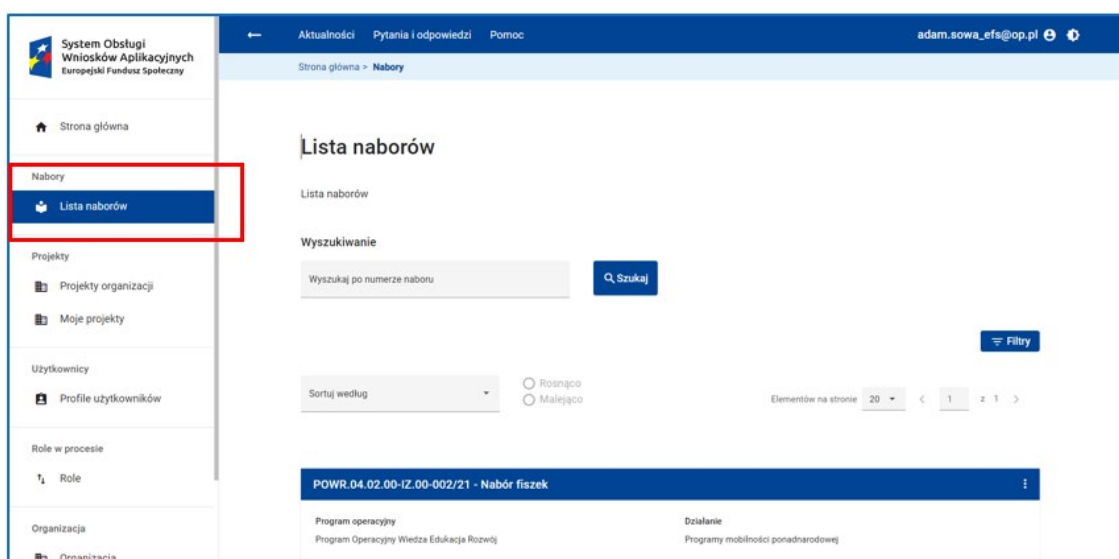 System Obsługi
Wniosków Aplikacyjnych
Europejski Fundusz Społeczny
Aktualności Pytania i odpowiedzi Pomoc
adam.sowa_efs@op.pl
Strona główna > Nabory
Strona główna
Nabory
Lista naborów
Projekty
Projekty organizacji
Moje projekty
Użytkownicy
Profile użytkowników
Role w procesie
Role
Organizacja
Organizacja
Lista naborów
Lista naborów
Wyszukiwanie
Wyszukaj po numerze naboru
Szukaj
Filtry
Sortuj według
Rosnąco
Malejąco
Elementów na stronie 20 < 1 z 1 >
POWR.04.02.00-IZ.00-002/21 - Nabór fiszek
Program operacyjny
Program Operacyjny Wiedza Edukacja Rozwój
Działanie
Programy mobilności ponadnarodowej